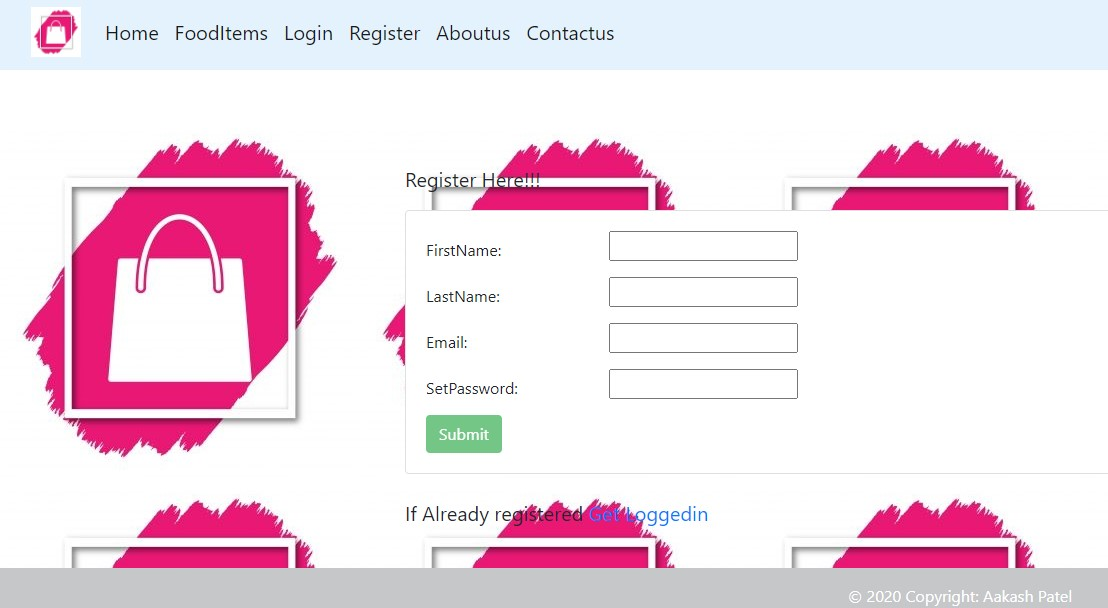 Home FoodItems Login Register Aboutus Contactus
Register Here!!!
FirstName:
LastName:
Email:
SetPassword:
Submit
If Already registered Get Loggedin
© 2020 Copyright: Aakash Patel